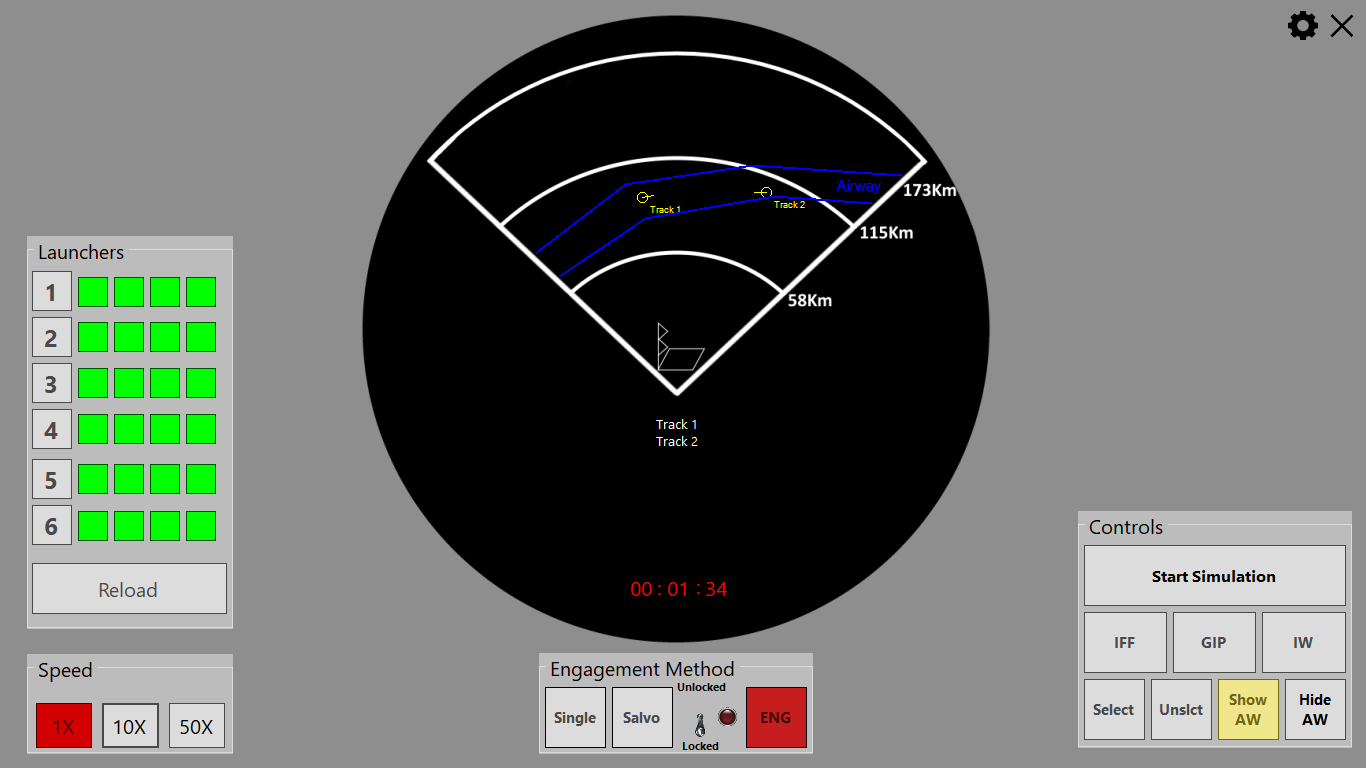 Airway
173Km
Track 1
Track 2
115Km
58Km
Launchers
1
2
3
4
5
6
Reload
Track 1
Track 2
00 : 01 : 34
Speed
1X
10X
50X
Engagement Method
Unlocked
Single
Salvo
ENG
Locked
Controls
Start Simulation
IFF
GIP
IW
Select
Unslct
Show
AW
Hide
AW